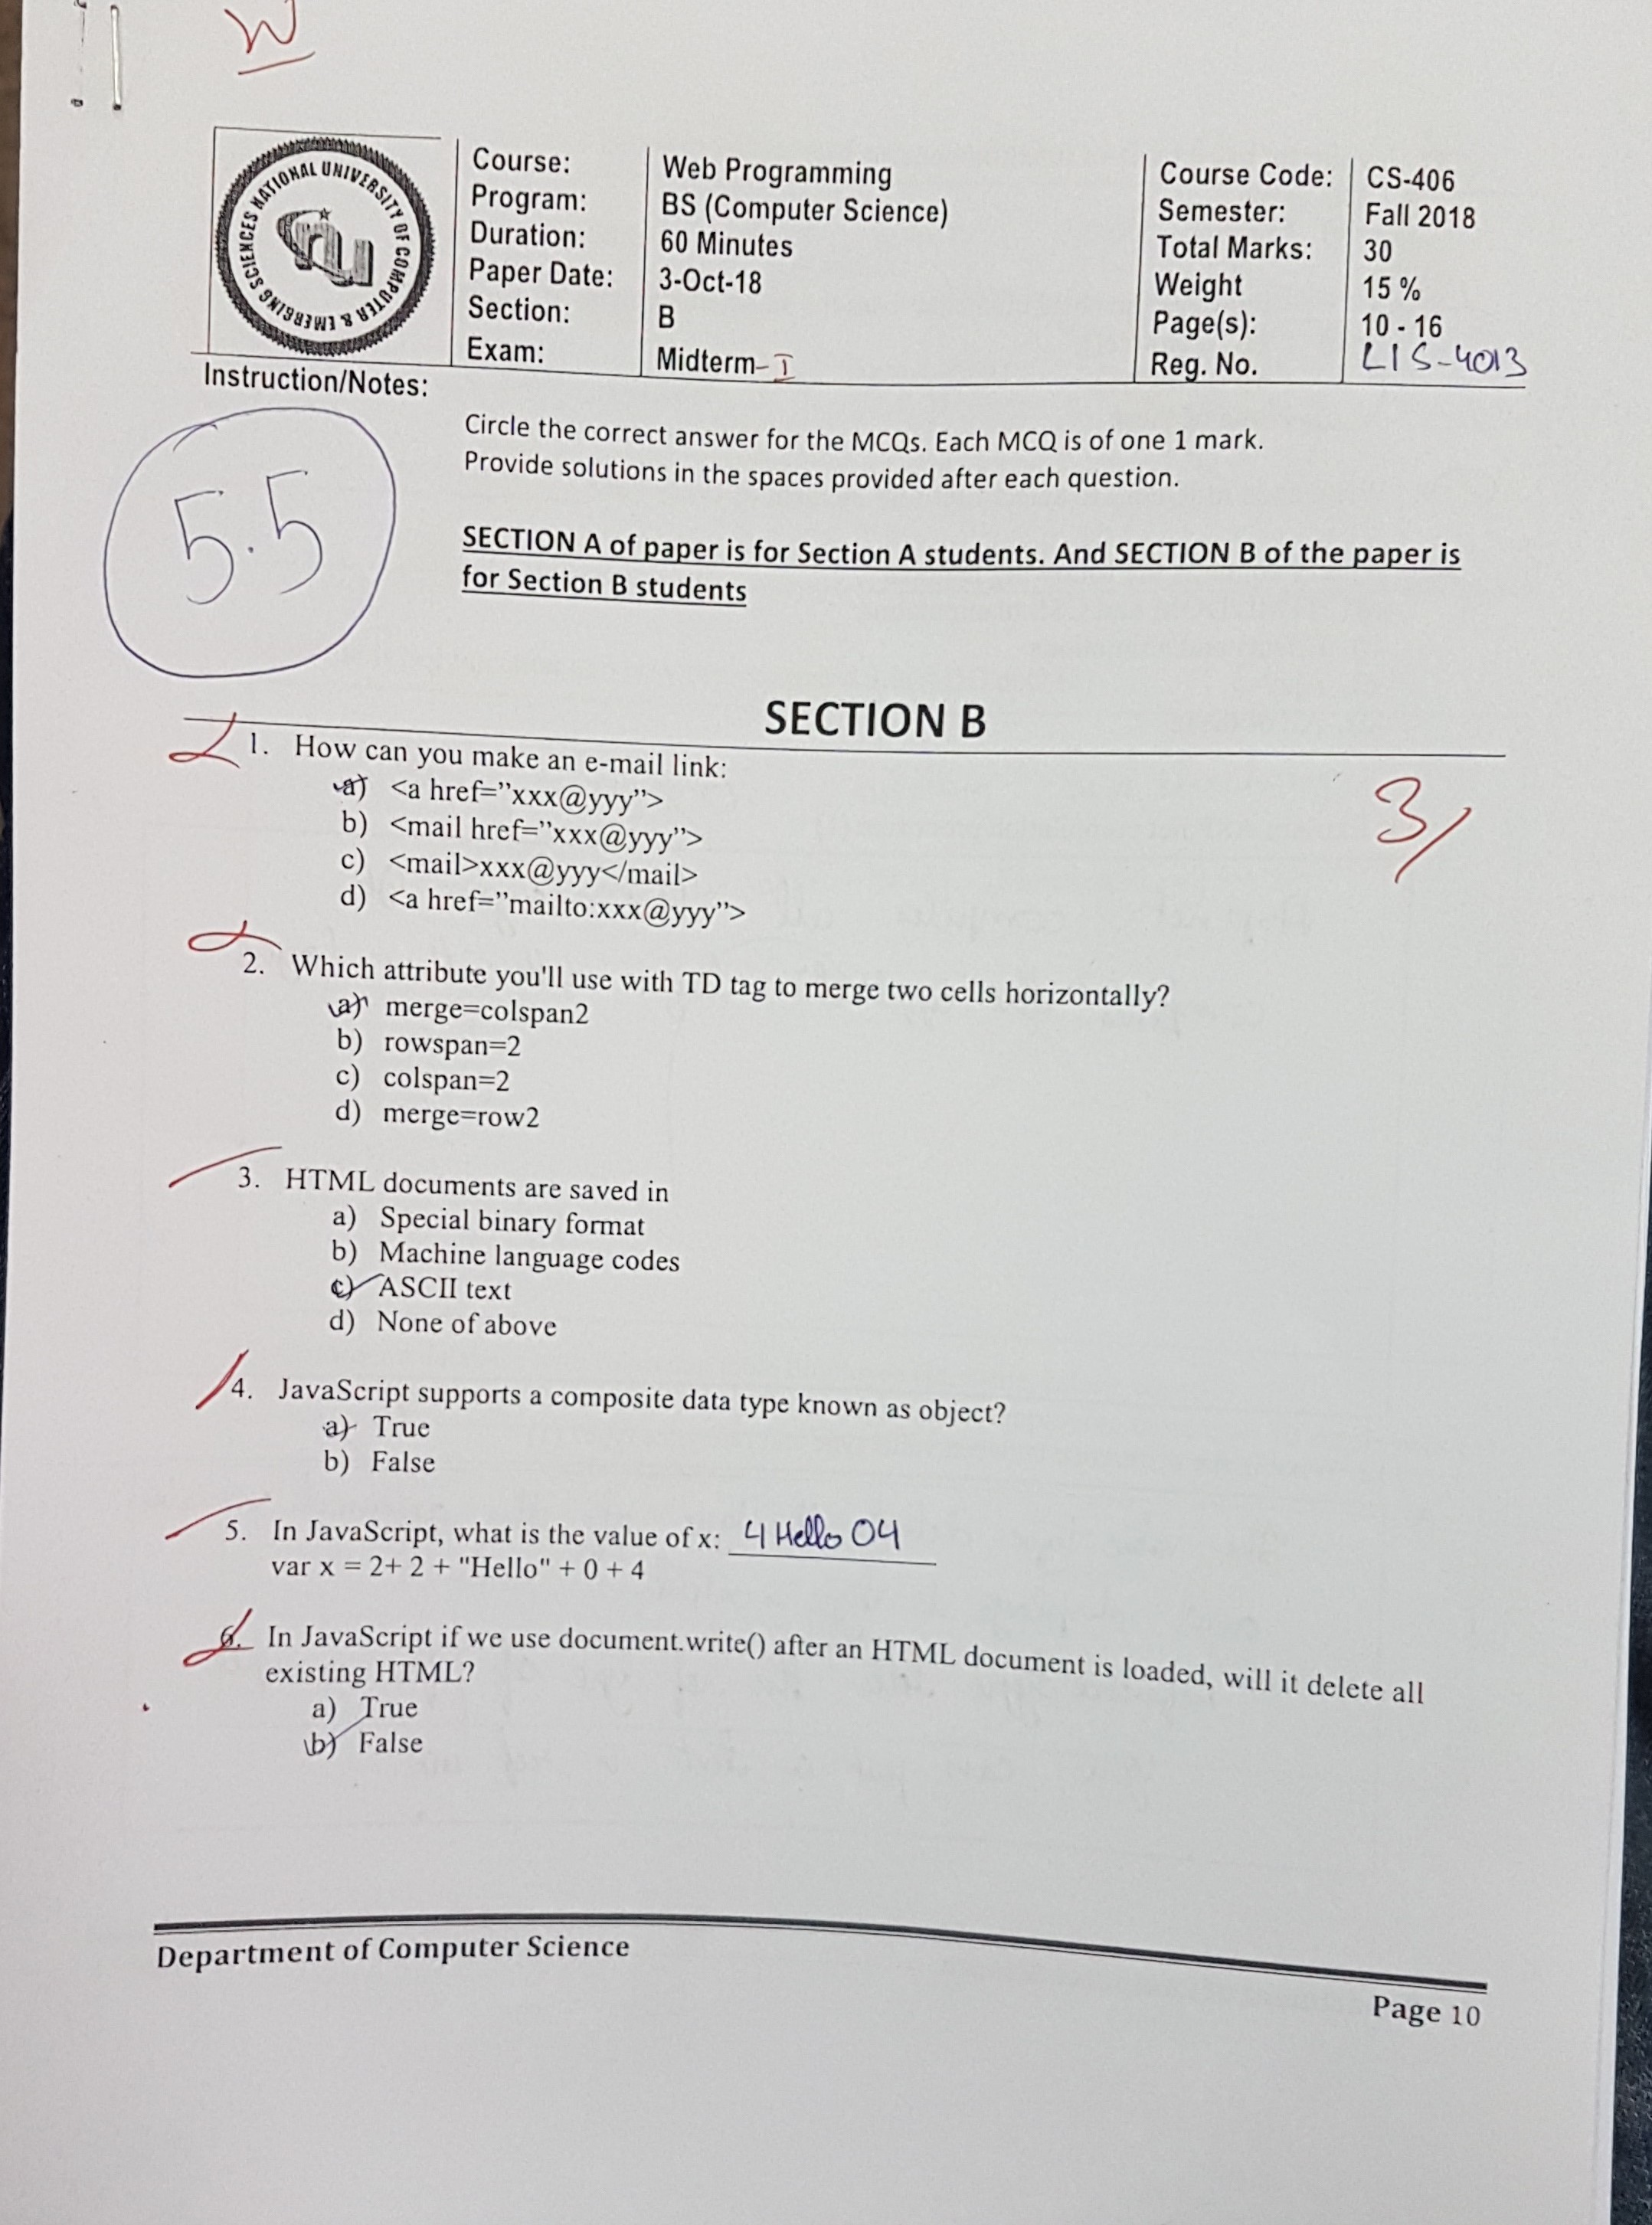 W
NATIONAL UNIVERSITY OF COMPUTER & EMERGING SCIENCES
nu
Course: Web Programming Course Code: CS-406
Program: BS (Computer Science) Semester: Fall 2018
Duration: 60 Minutes Total Marks: 30
Paper Date: 3-Oct-18 Weight 15 %
Section: B Page(s): 10 - 16
Exam: Midterm-I Reg. No. L15-4013
Instruction/Notes:
Circle the correct answer for the MCQs. Each MCQ is of one 1 mark.
Provide solutions in the spaces provided after each question.
5.5
SECTION A of paper is for Section A students. And SECTION B of the paper is
for Section B students
SECTION B
1. How can you make an e-mail link:
a) <a href=”xxx@yyy”>
3/
b) <mail href=”xxx@yyy”>
c) <mail>xxx@yyy</mail>
d) <a href=”mailto:xxx@yyy”>
2. Which attribute you'll use with TD tag to merge two cells horizontally?
a) merge=colspan2
b) rowspan=2
c) colspan=2
d) merge=row2
3. HTML documents are saved in
a) Special binary format
b) Machine language codes
c) ASCII text
d) None of above
4. JavaScript supports a composite data type known as object?
a) True
b) False
5. In JavaScript, what is the value of x: 4 Hello 04
var x = 2+ 2 + "Hello" + 0 + 4
6. In JavaScript if we use document.write() after an HTML document is loaded, will it delete all
existing HTML?
a) True
b) False
Department of Computer Science
Page 10